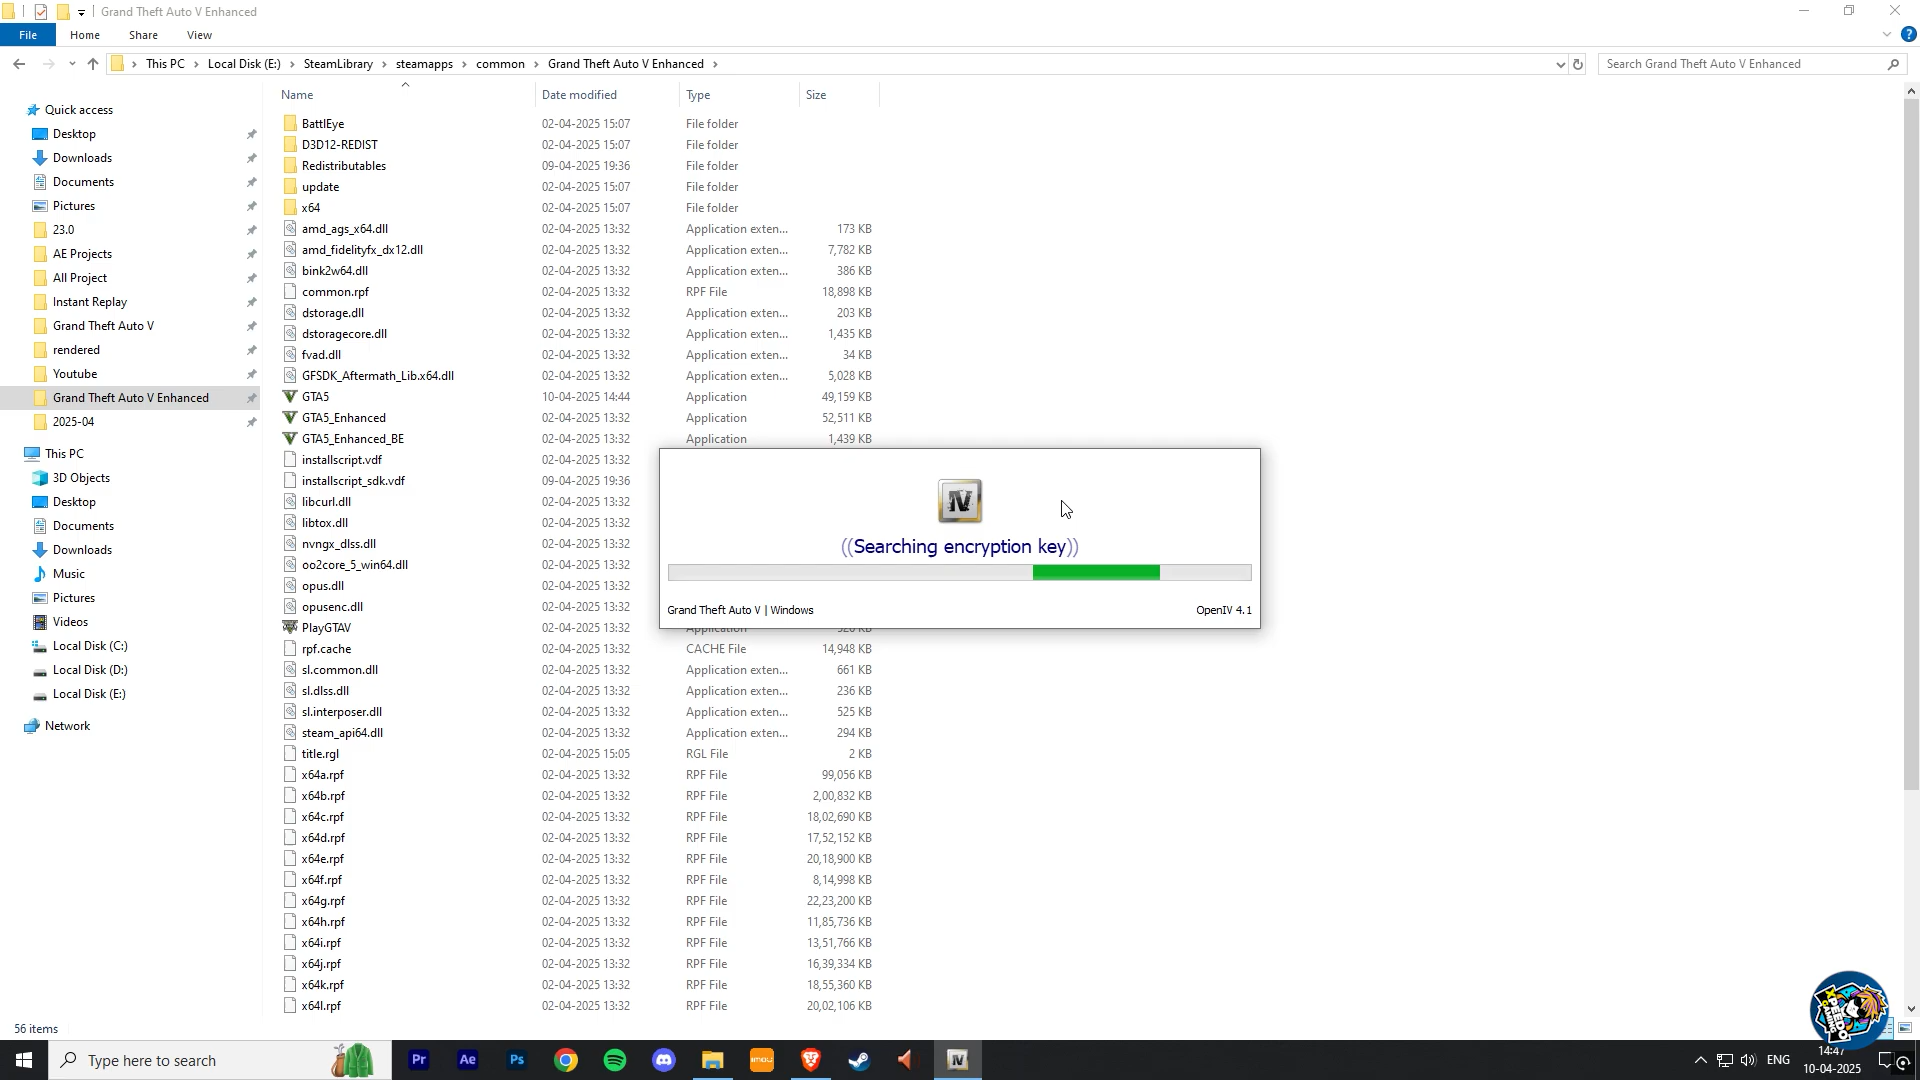 Grand Theft Auto V Enhanced
File Home Share View
This PC Local Disk (E:) SteamLibrary steamapps common Grand Theft Auto V Enhanced
Search Grand Theft Auto V Enhanced
Name Date modified Type Size
Quick access
Desktop
Downloads
Documents
Pictures
23.0
AE Projects
All Project
Instant Replay
Grand Theft Auto V
rendered
Youtube
Grand Theft Auto V Enhanced
2025-04
This PC
3D Objects
Desktop
Documents
Downloads
Music
Pictures
Videos
Local Disk (C:)
Local Disk (D:)
Local Disk (E:)
Network
BattlEye 02-04-2025 15:07 File folder
D3D12-REDIST 02-04-2025 15:07 File folder
Redistributables 09-04-2025 19:36 File folder
update 02-04-2025 15:07 File folder
x64 02-04-2025 15:07 File folder
amd_ags_x64.dll 02-04-2025 13:32 Application exten... 173 KB
amd_fidelityfx_dx12.dll 02-04-2025 13:32 Application exten... 7,782 KB
bink2w64.dll 02-04-2025 13:32 Application exten... 386 KB
common.rpf 02-04-2025 13:32 RPF File 18,898 KB
dstorage.dll 02-04-2025 13:32 Application exten... 203 KB
dstoragecore.dll 02-04-2025 13:32 Application exten... 1,435 KB
fvad.dll 02-04-2025 13:32 Application exten... 34 KB
GFSDK_Aftermath_Lib.x64.dll 02-04-2025 13:32 Application exten... 5,028 KB
GTA5 10-04-2025 14:44 Application 49,159 KB
GTA5_Enhanced 02-04-2025 13:32 Application 52,511 KB
GTA5_Enhanced_BE 02-04-2025 13:32 Application 1,439 KB
installscript.vdf 02-04-2025 13:32
installscript_sdk.vdf 09-04-2025 19:36
libcurl.dll 02-04-2025 13:32
libtox.dll 02-04-2025 13:32
nvngx_dlss.dll 02-04-2025 13:32
oo2core_5_win64.dll 02-04-2025 13:32
opus.dll 02-04-2025 13:32
opusenc.dll 02-04-2025 13:32
PlayGTAV 02-04-2025 13:32 Application
rpf.cache 02-04-2025 13:32 CACHE File 14,948 KB
sl.common.dll 02-04-2025 13:32 Application exten... 661 KB
sl.dlss.dll 02-04-2025 13:32 Application exten... 236 KB
sl.interposer.dll 02-04-2025 13:32 Application exten... 525 KB
steam_api64.dll 02-04-2025 13:32 Application exten... 294 KB
title.rgl 02-04-2025 15:05 RGL File 2 KB
x64a.rpf 02-04-2025 13:32 RPF File 99,056 KB
x64b.rpf 02-04-2025 13:32 RPF File 2,00,832 KB
x64c.rpf 02-04-2025 13:32 RPF File 18,02,690 KB
x64d.rpf 02-04-2025 13:32 RPF File 17,52,152 KB
x64e.rpf 02-04-2025 13:32 RPF File 20,18,900 KB
x64f.rpf 02-04-2025 13:32 RPF File 8,14,998 KB
x64g.rpf 02-04-2025 13:32 RPF File 22,23,200 KB
x64h.rpf 02-04-2025 13:32 RPF File 11,85,736 KB
x64i.rpf 02-04-2025 13:32 RPF File 13,51,766 KB
x64j.rpf 02-04-2025 13:32 RPF File 16,39,334 KB
x64k.rpf 02-04-2025 13:32 RPF File 18,55,360 KB
x64l.rpf 02-04-2025 13:32 RPF File 20,02,106 KB
IV
((Searching encryption key))
Grand Theft Auto V | Windows OpenIV 4.1
56 items
Type here to search
Pr Ae Ps
ENG
14:47
10-04-2025